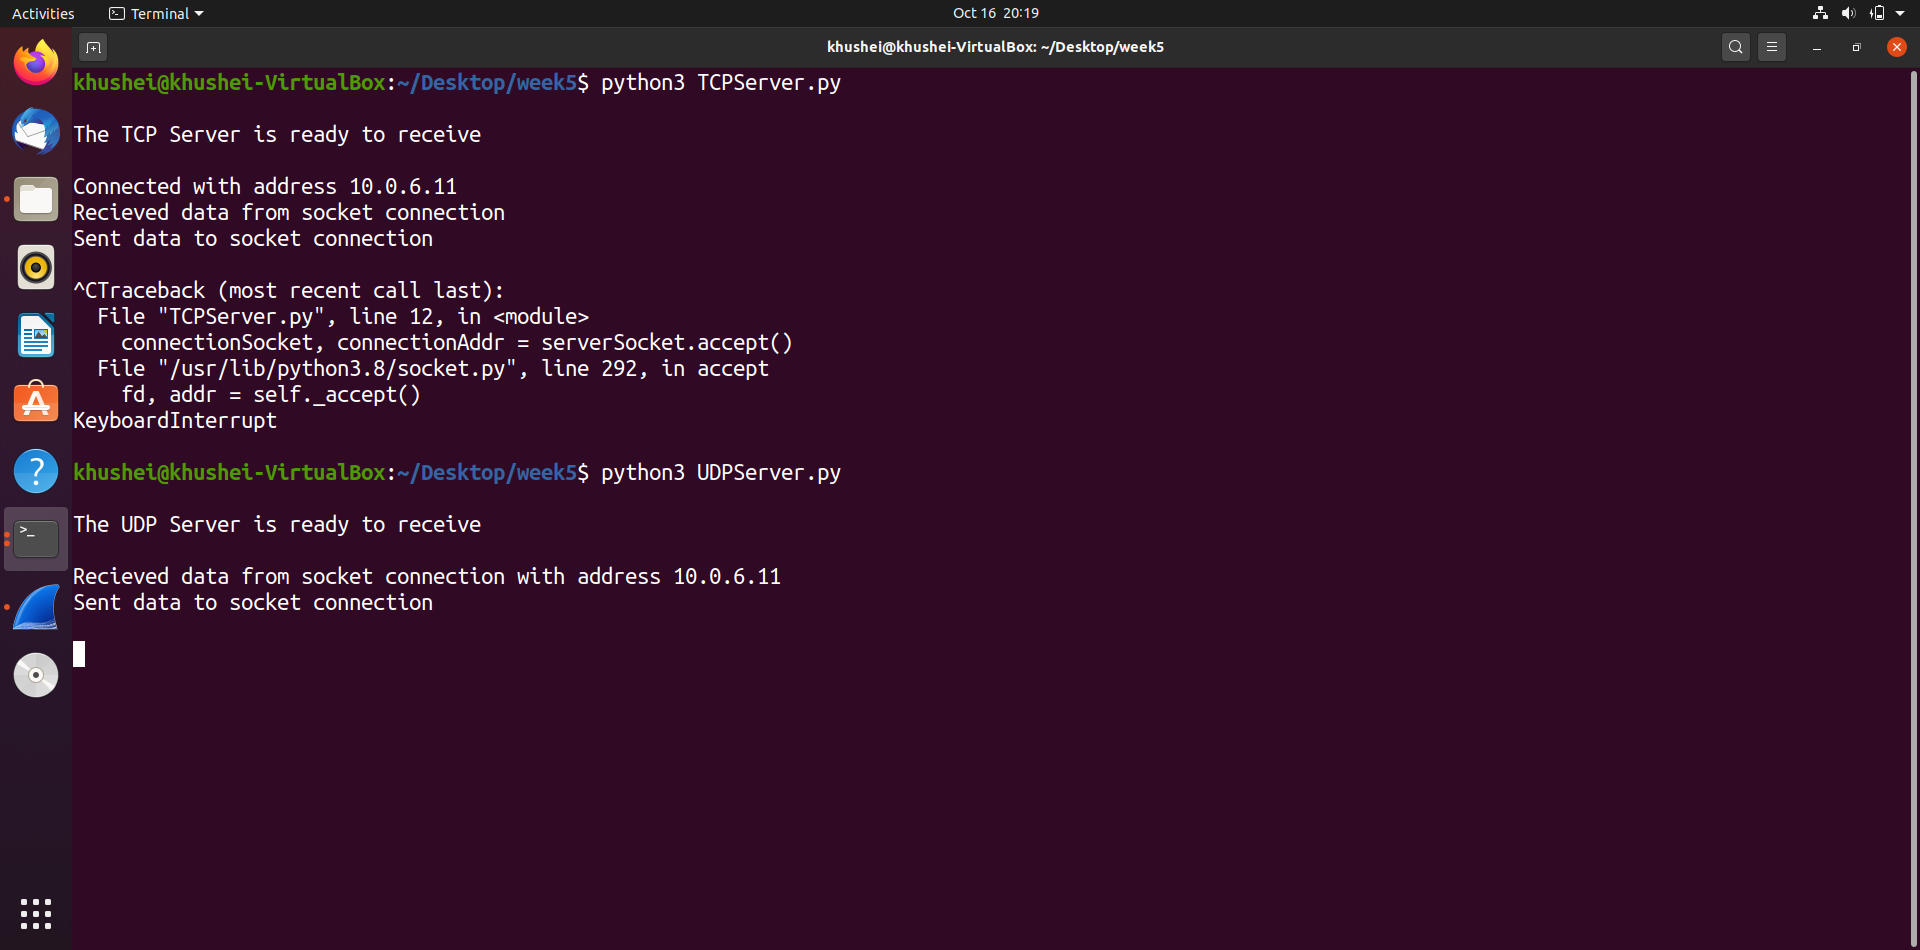 Activities
Terminal
Oct 16 20:19
khushei@khushei-VirtualBox: ~/Desktop/week5
khushei@khushei-VirtualBox:~/Desktop/week5$ python3 TCPServer.py
The TCP Server is ready to receive
Connected with address 10.0.6.11
Recieved data from socket connection
Sent data to socket connection
^CTraceback (most recent call last):
File "TCPServer.py", line 12, in <module>
connectionSocket, connectionAddr = serverSocket.accept()
File "/usr/lib/python3.8/socket.py", line 292, in accept
fd, addr = self._accept()
KeyboardInterrupt
khushei@khushei-VirtualBox:~/Desktop/week5$ python3 UDPServer.py
The UDP Server is ready to receive
Recieved data from socket connection with address 10.0.6.11
Sent data to socket connection